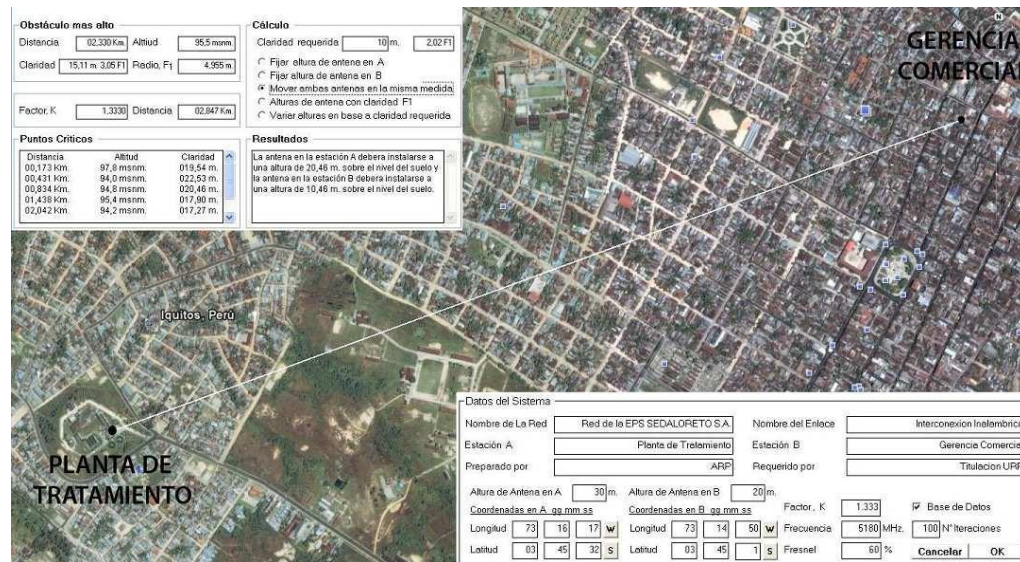 Obstáculo mas alto
Distancia 02,330 Km. Altiud 95,5 msnm.
Claridad 15,11 m. 3,05 F1 Radio, F1 4,955 m.
Factor, K 1,3330 Distancia 02,847 Km.
Puntos Criticos
Distancia Altitud Claridad
00,173 Km. 97,8 msnm. 019,54 m.
00,431 Km. 94,0 msnm. 022,53 m.
00,834 Km. 94,8 msnm. 020,46 m.
01,438 Km. 95,4 msnm. 017,90 m.
02,042 Km. 94,2 msnm. 017,27 m.
Cálculo
Claridad requerida 10 m. 2,02 F1
Fijar altura de antena en A
Fijar altura de antena en B
Mover ambas antenas en la misma medida
Alturas de antena con claridad F1
Variar alturas en base a claridad requerida
Resultados
La antena en la estación A debera instalarse a
una altura de 20,46 m. sobre el nivel del suelo y
la antena en la estación B debera instalarse a
una altura de 10,46 m. sobre el nivel del suelo.
N
GERENCIA
COMERCIAL
Iquitos, Perú
PLANTA DE
TRATAMIENTO
Datos del Sistema
Nombre de La Red Red de la EPS SEDALORETO S.A. Nombre del Enlace Interconexion Inalambrica
Estación A Planta de Tratamiento Estación B Gerencia Comercial
Preparado por ARP Requerido por Titulacion URP
Altura de Antena en A 30 m. Altura de Antena en B 20 m.
Coordenadas en A gg mm ss Coordenadas en B gg mm ss Factor, K 1.333 Base de Datos
Longitud 73 16 17 W Longitud 73 14 50 W Frecuencia 5180 MHz. 100 N° Iteraciones
Latitud 03 45 32 S Latitud 03 45 1 S Fresnel 60 % Cancelar OK